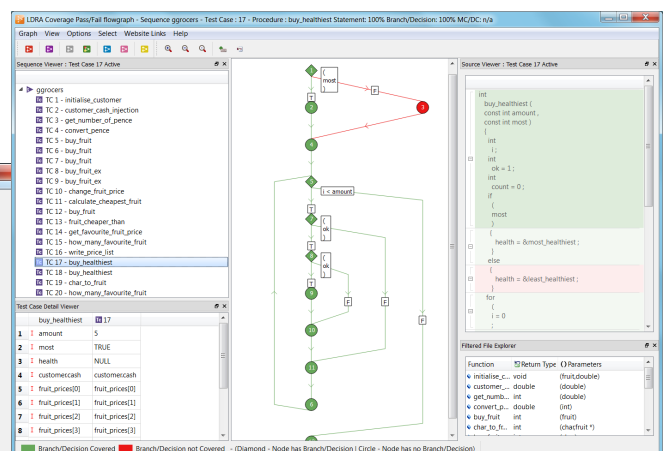 LDRA Coverage Pass/Fail flowgraph - Sequence ggrocers - Test Case : 17 - Procedure : buy_healthiest Statement: 100% Branch/Decision: 100% MC/DC: n/a
Graph View Options Select Website Links Help
Sequence Viewer : Test Case 17 Active
ggrocers
TC 1 - initialise_customer
TC 2 - customer_cash_injection
TC 3 - get_number_of_pence
TC 4 - convert_pence
TC 5 - buy_fruit
TC 6 - buy_fruit
TC 7 - buy_fruit
TC 8 - buy_fruit_ex
TC 9 - buy_fruit_ex
TC 10 - change_fruit_price
TC 11 - calculate_cheapest_fruit
TC 12 - buy_fruit
TC 13 - fruit_cheaper_than
TC 14 - get_favourite_fruit_price
TC 15 - how_many_favourite_fruit
TC 16 - write_price_list
TC 17 - buy_healthiest
TC 18 - buy_healthiest
TC 19 - char_to_fruit
TC 20 - how_many_favourite_fruit
Test Case Detail Viewer
buy_healthiest 17
1 amount 5
2 most TRUE
3 health NULL
4 customer.cash customer.cash
5 fruit_prices[0] fruit_prices[0]
6 fruit_prices[1] fruit_prices[1]
7 fruit_prices[2] fruit_prices[2]
8 fruit_prices[3] fruit_prices[3]
1
(
most
)
T
F
2
3
4
5
i < amount
T
7
(
ok
)
T
8
(
ok
)
T
9
F
F
F
10
11
6
Source Viewer : Test Case 17 Active
int
buy_healthiest (
const int amount ,
const int most )
{
int
i ;
int
ok = 1 ;
int
count = 0 ;
if
(
most
)
{
health = &most_healthiest ;
}
else
{
health = &least_healthiest ;
}
for
(
i = 0
;
Filtered File Explorer
Function Return Type () Parameters
initialise_c... void (fruit,double)
customer_... double (double)
get_numb... int (double)
convert_p... double (int)
buy_fruit int (fruit)
char_to_fr... int (char,fruit *)
Branch/Decision Covered Branch/Decision not Covered - (Diamond - Node has Branch/Decision | Circle - Node has no Branch/Decision)